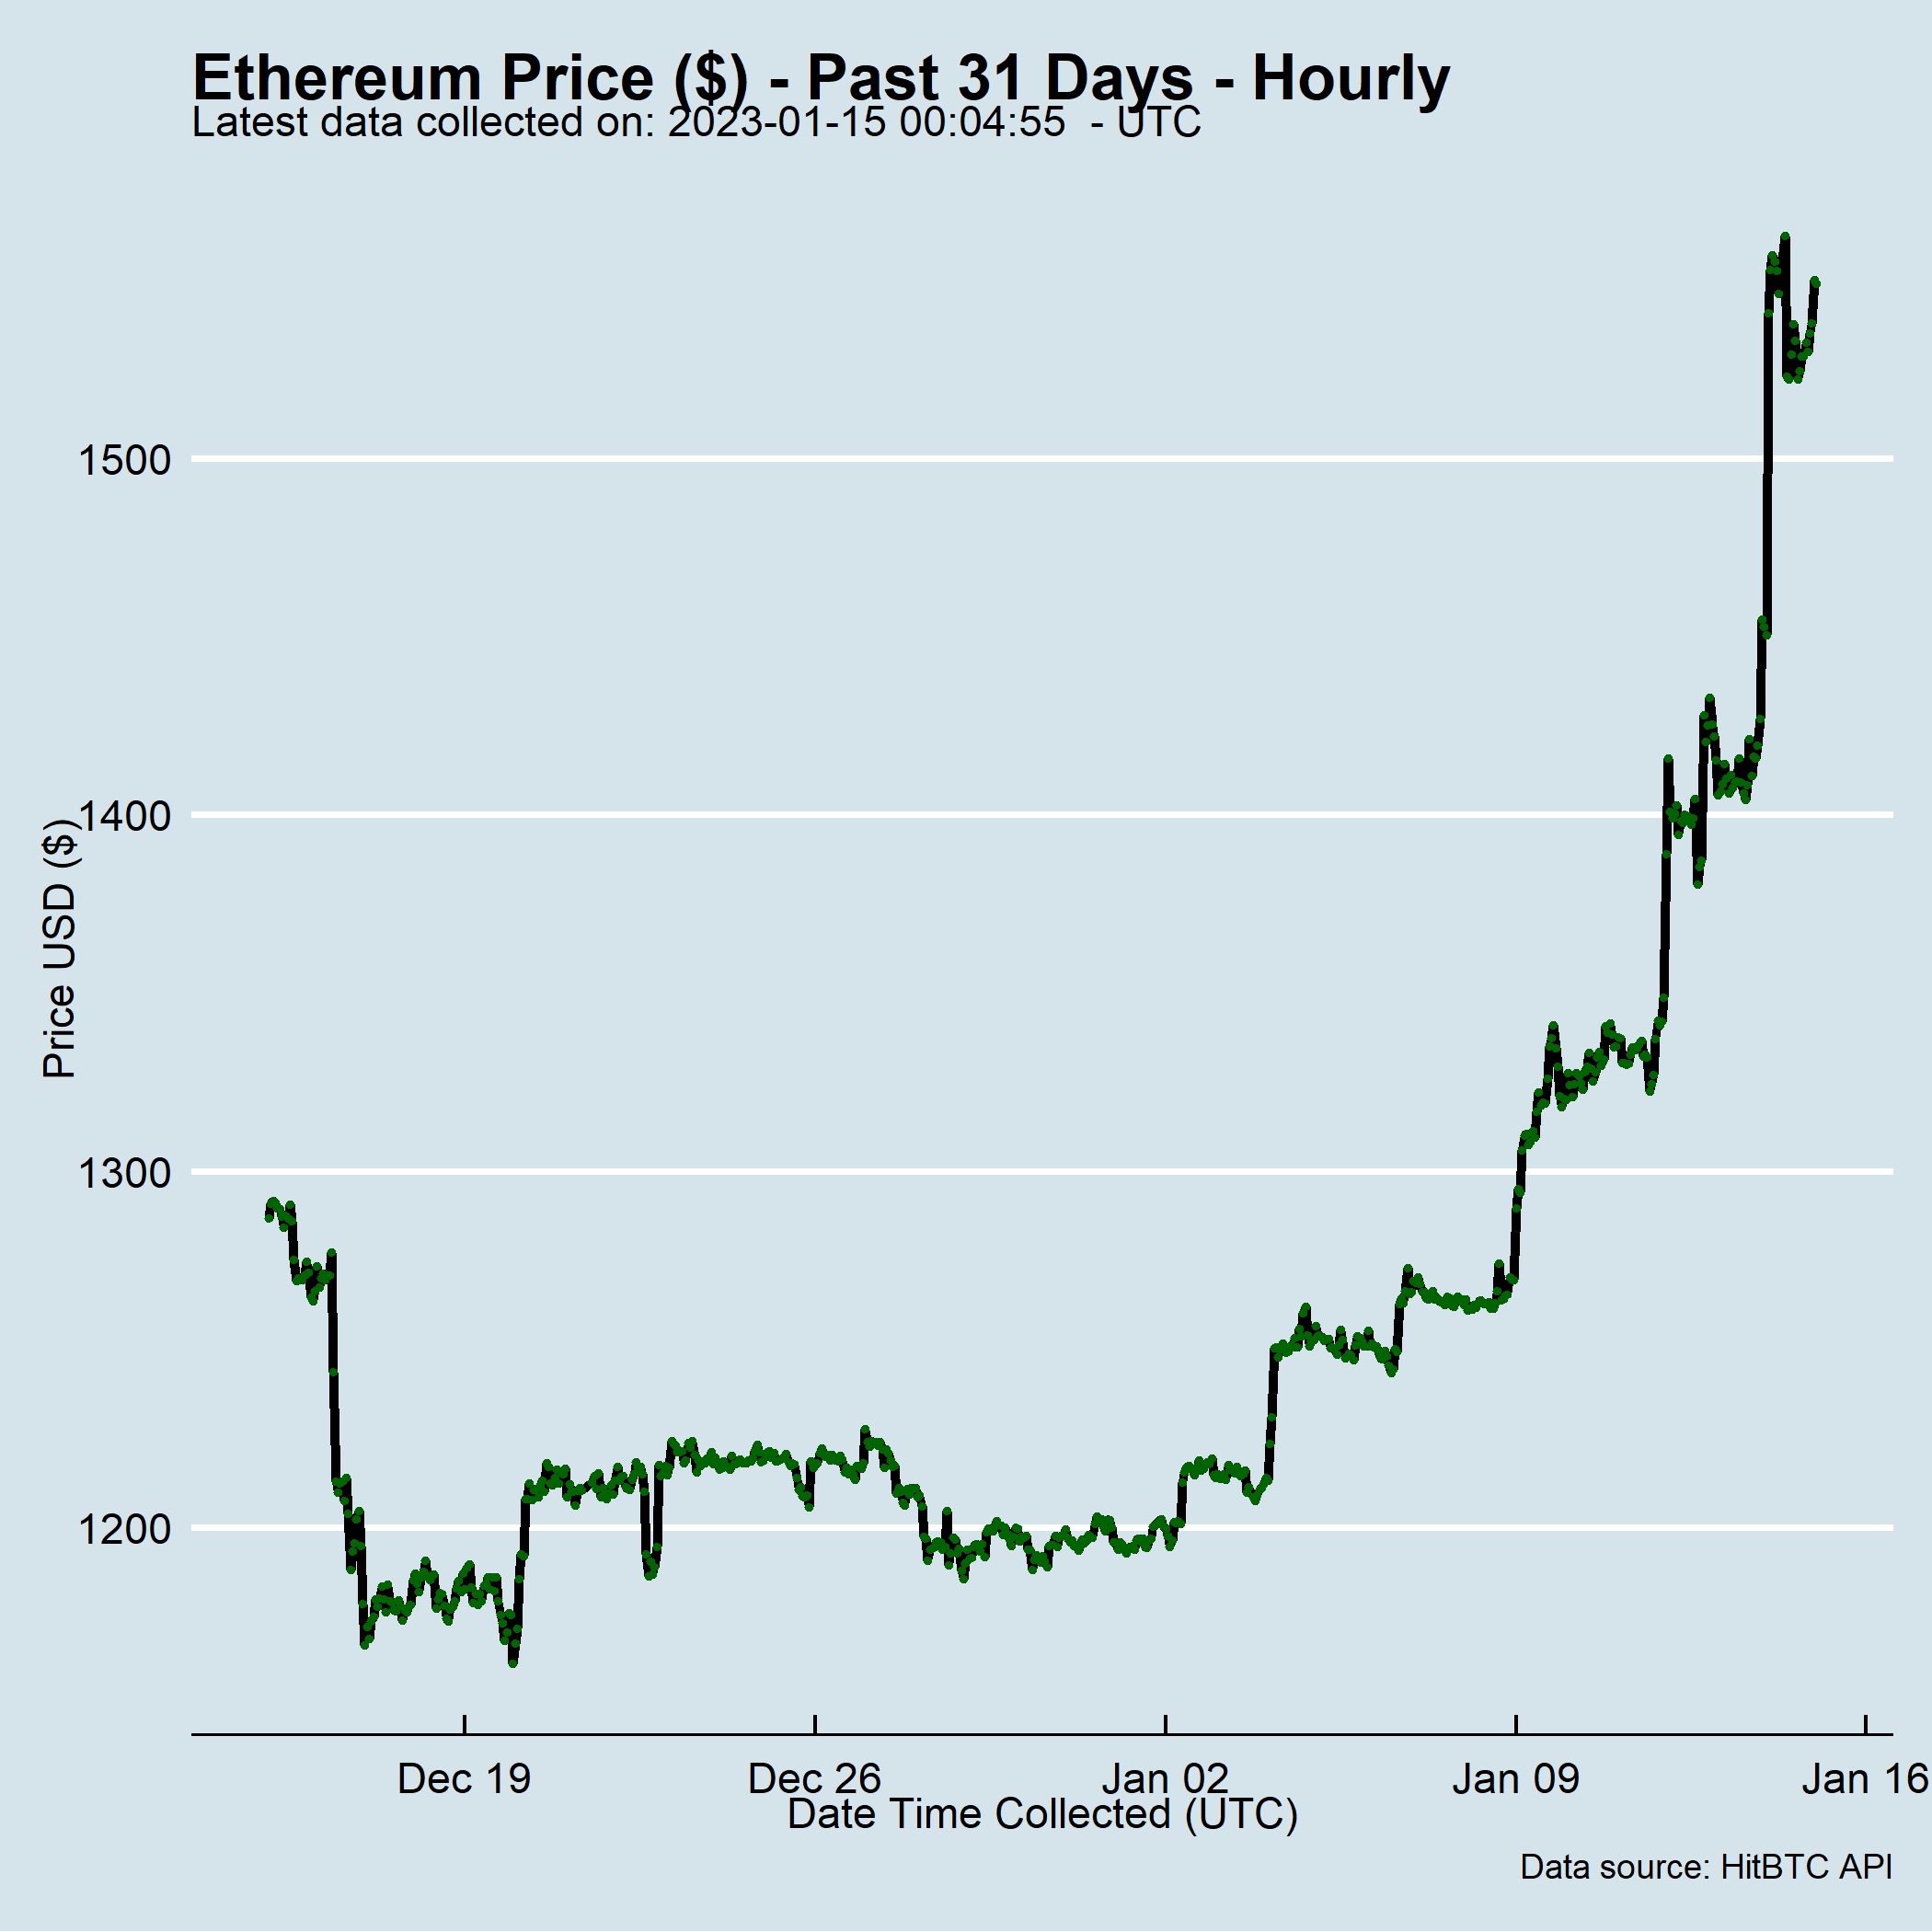 Ethereum Price ($) - Past 31 Days - Hourly
Latest data collected on: 2023-01-15 00:04:55  - UTC
1500
1400
1300
1200
Price USD ($)
Dec 19
Dec 26
Jan 02
Jan 09
Jan 16
Date Time Collected (UTC)
Data source: HitBTC API